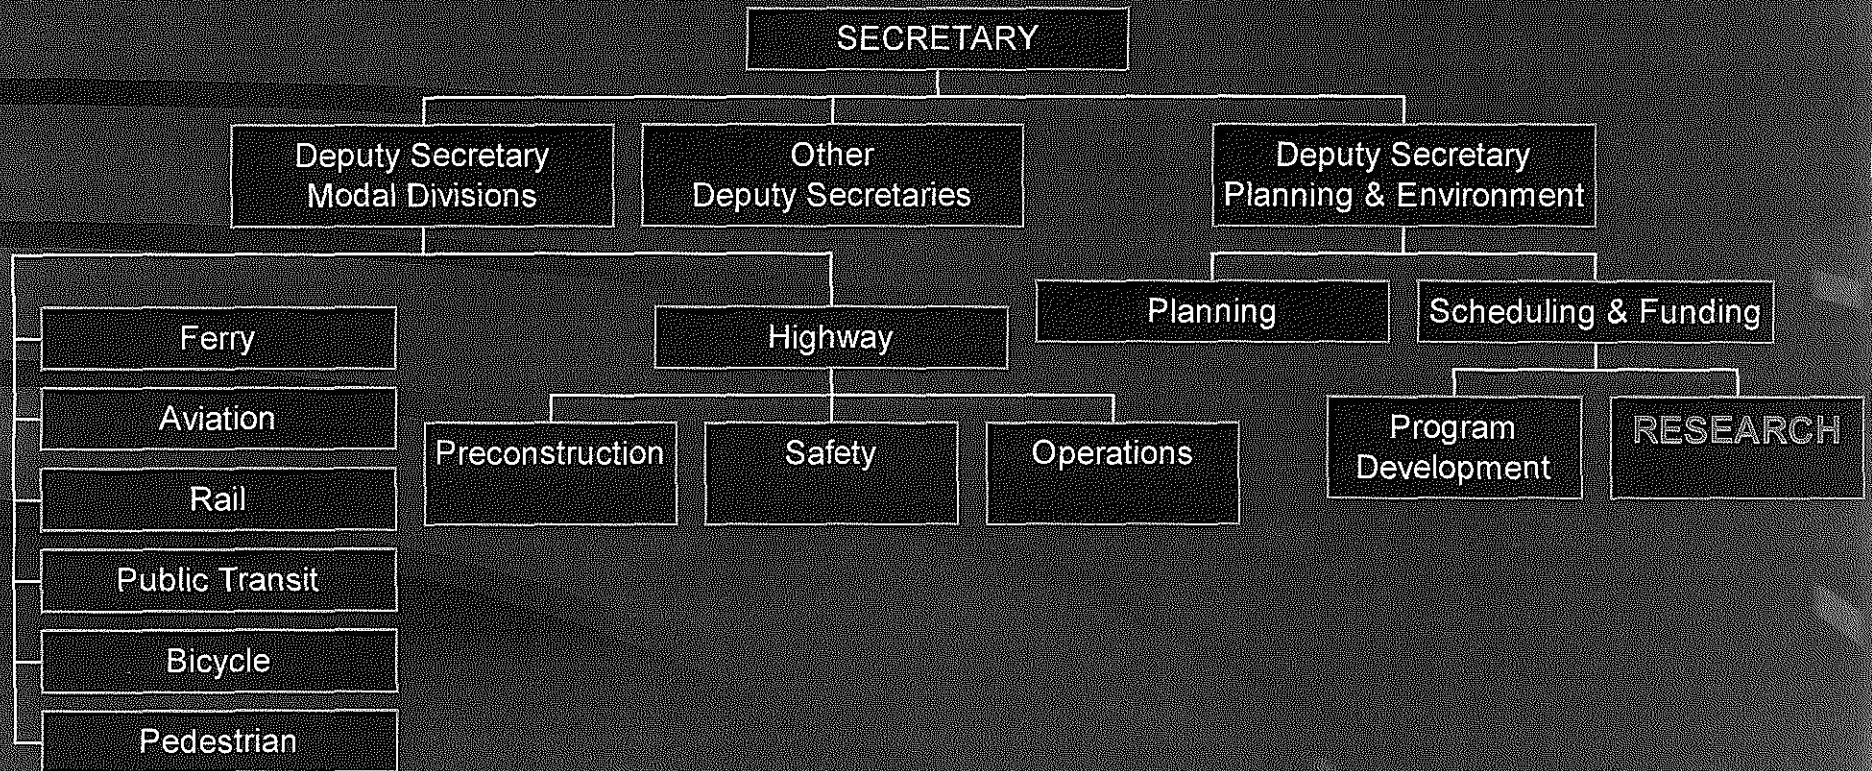 SECRETARY
Deputy Secretary
Modal Divisions
Other
Deputy Secretaries
Deputy Secretary
Planning & Environment
Ferry
Aviation
Rail
Public Transit
Bicycle
Pedestrian
Highway
Preconstruction
Safety
Operations
Planning
Scheduling & Funding
Program
Development
RESEARCH